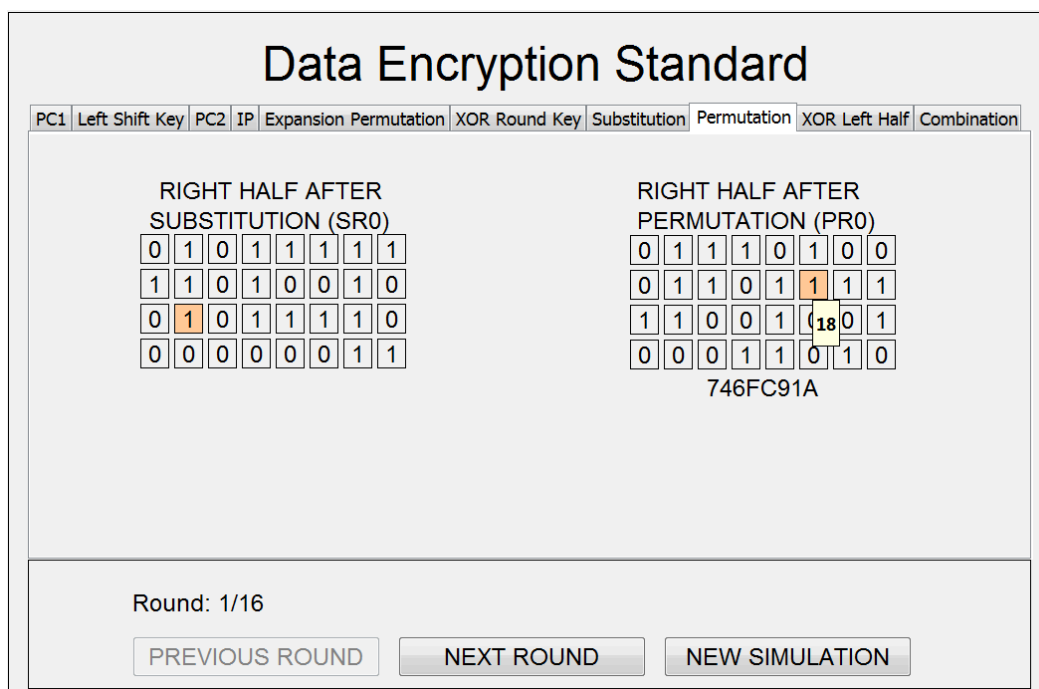 Data Encryption Standard
PC1 Left Shift Key PC2 IP Expansion Permutation XOR Round Key Substitution Permutation XOR Left Half Combination
RIGHT HALF AFTER
SUBSTITUTION (SR0)
0 1 0 1 1 1 1 1
1 1 0 1 0 0 1 0
0 1 0 1 1 1 1 0
0 0 0 0 0 0 1 1
RIGHT HALF AFTER
PERMUTATION (PR0)
0 1 1 1 0 1 0 0
0 1 1 0 1 1 1 1
1 1 0 0 1 0 0 1
18
0 0 0 1 1 0 1 0
746FC91A
Round: 1/16
PREVIOUS ROUND NEXT ROUND NEW SIMULATION